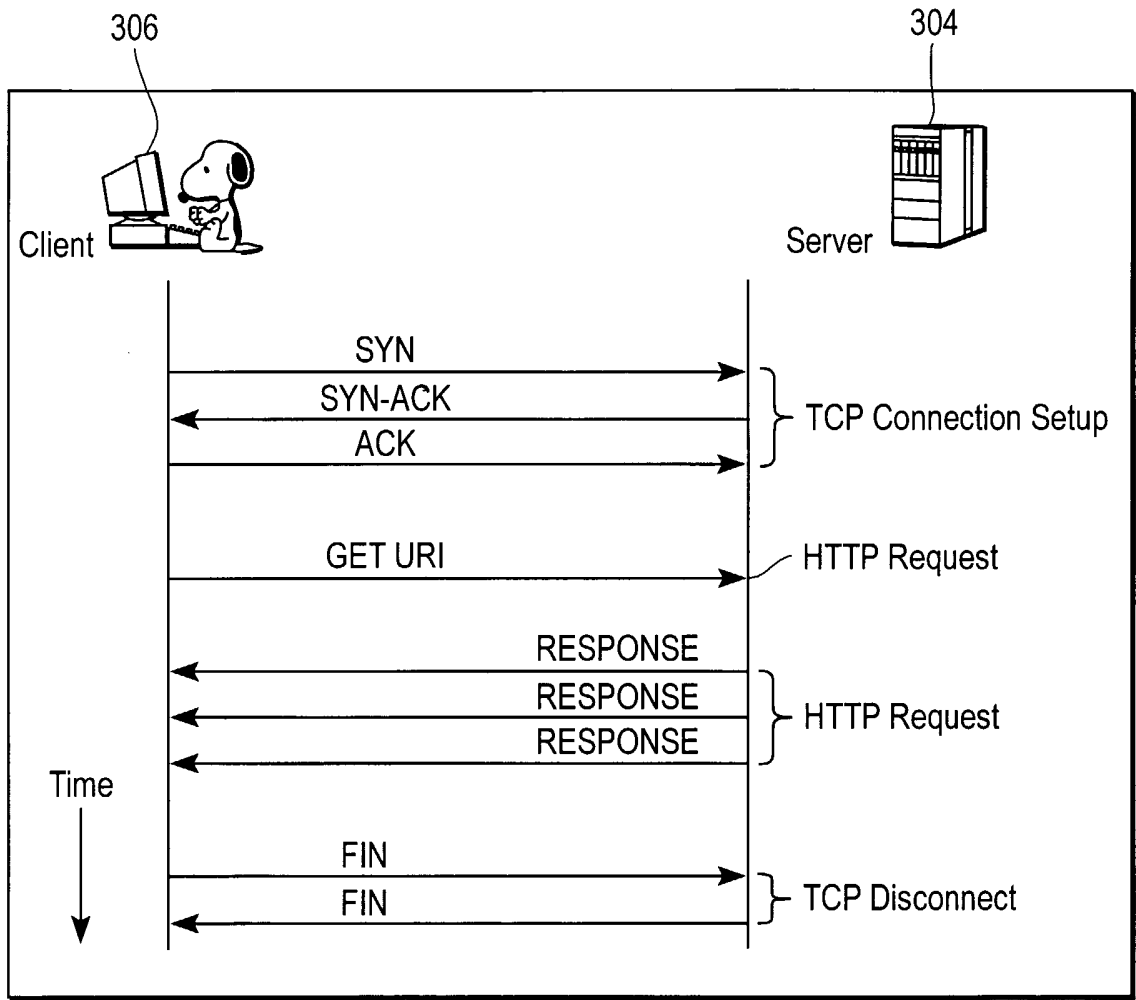 306
304
Client
Server
SYN
SYN-ACK
TCP Connection Setup
ACK
GET URI
HTTP Request
RESPONSE
RESPONSE
HTTP Request
RESPONSE
Time
FIN
FIN
TCP Disconnect